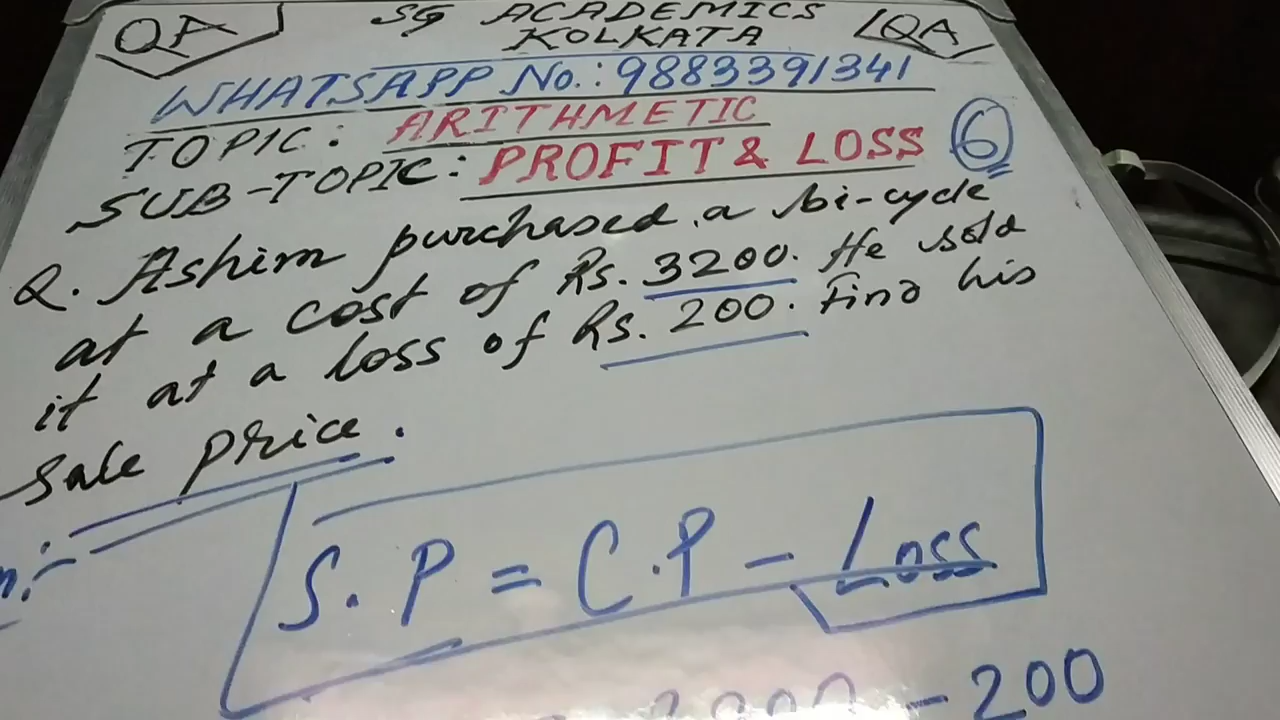 QA SG ACADEMICS QA
KOLKATA
WHATSAPP No.: 9883391341
TOPIC: ARITHMETIC
SUB-TOPIC: PROFIT & LOSS 6
Q. Ashim purchased a bi-cycle
at a cost of Rs. 3200. He sold
it at a loss of Rs. 200. Find his
sale price.
S.P = C.P - Loss
- 200